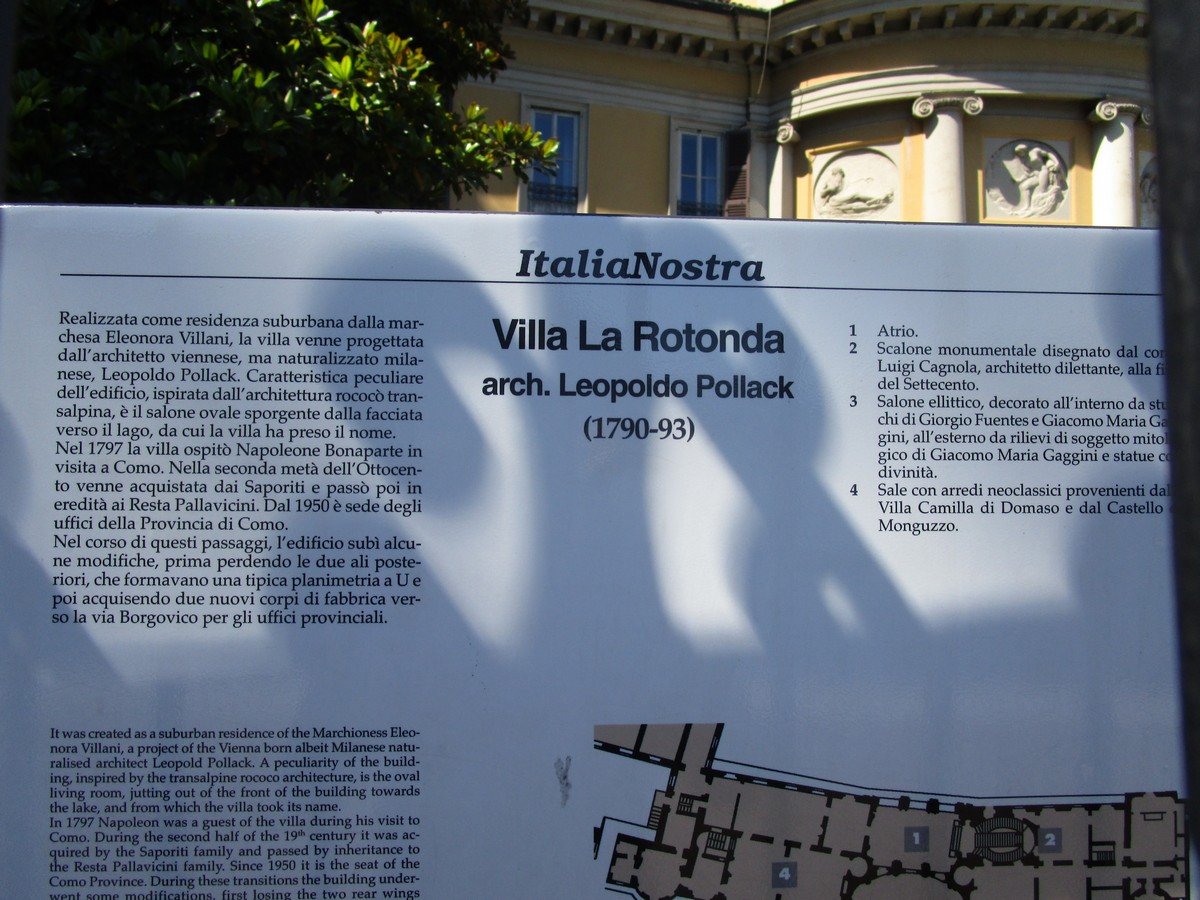 ItaliaNostra
Realizzata come residenza suburbana dalla mar-
chesa Eleonora Villani, la villa venne progettata
dall'architetto viennese, ma naturalizzato mila-
nese, Leopoldo Pollack. Caratteristica peculiare
dell'edificio, ispirata dall'architettura rococò tran-
salpina, è il salone ovale sporgente dalla facciata
verso il lago, da cui la villa ha preso il nome.
Nel 1797 la villa ospitò Napoleone Bonaparte in
visita a Como. Nella seconda metà dell'Ottocen-
to venne acquistata dai Saporiti e passò poi in
eredità ai Resta Pallavicini. Dal 1950 è sede degli
uffici della Provincia di Como.
Nel corso di questi passaggi, l'edificio subì alcu-
ne modifiche, prima perdendo le due ali poste-
riori, che formavano una tipica planimetria a U e
poi acquisendo due nuovi corpi di fabbrica ver-
so la via Borgovico per gli uffici provinciali.
Villa La Rotonda
arch. Leopoldo Pollack
(1790-93)
1 Atrio.
2 Scalone monumentale disegnato dal
Luigi Cagnola, architetto dilettante, alla
del Settecento.
3 Salone ellittico, decorato all'interno da
chi di Giorgio Fuentes e Giacomo Maria
gini, all'esterno da rilievi di soggetto
gico di Giacomo Maria Gaggini e statue
divinità.
4 Sale con arredi neoclassici provenienti
Villa Camilla di Domaso e dal Castello
Monguzzo.
It was created as a suburban residence of the Marchioness Eleo-
nora Villani, a project of the Vienna born albeit Milanese natu-
ralised architect Leopold Pollack. A peculiarity of the build-
ing, inspired by the transalpine rococo architecture, is the oval
living room, jutting out of the front of the building towards
the lake, and from which the villa took its name.
In 1797 Napoleon was a guest of the villa during his visit to
Como. During the second half of the 19th century it was ac-
quired by the Saporiti family and passed by inheritance to
the Resta Pallavicini family. Since 1950 it is the seat of the
Como Province. During these transitions the building under-
went some modifications, first losing the two rear wings
1
2
4